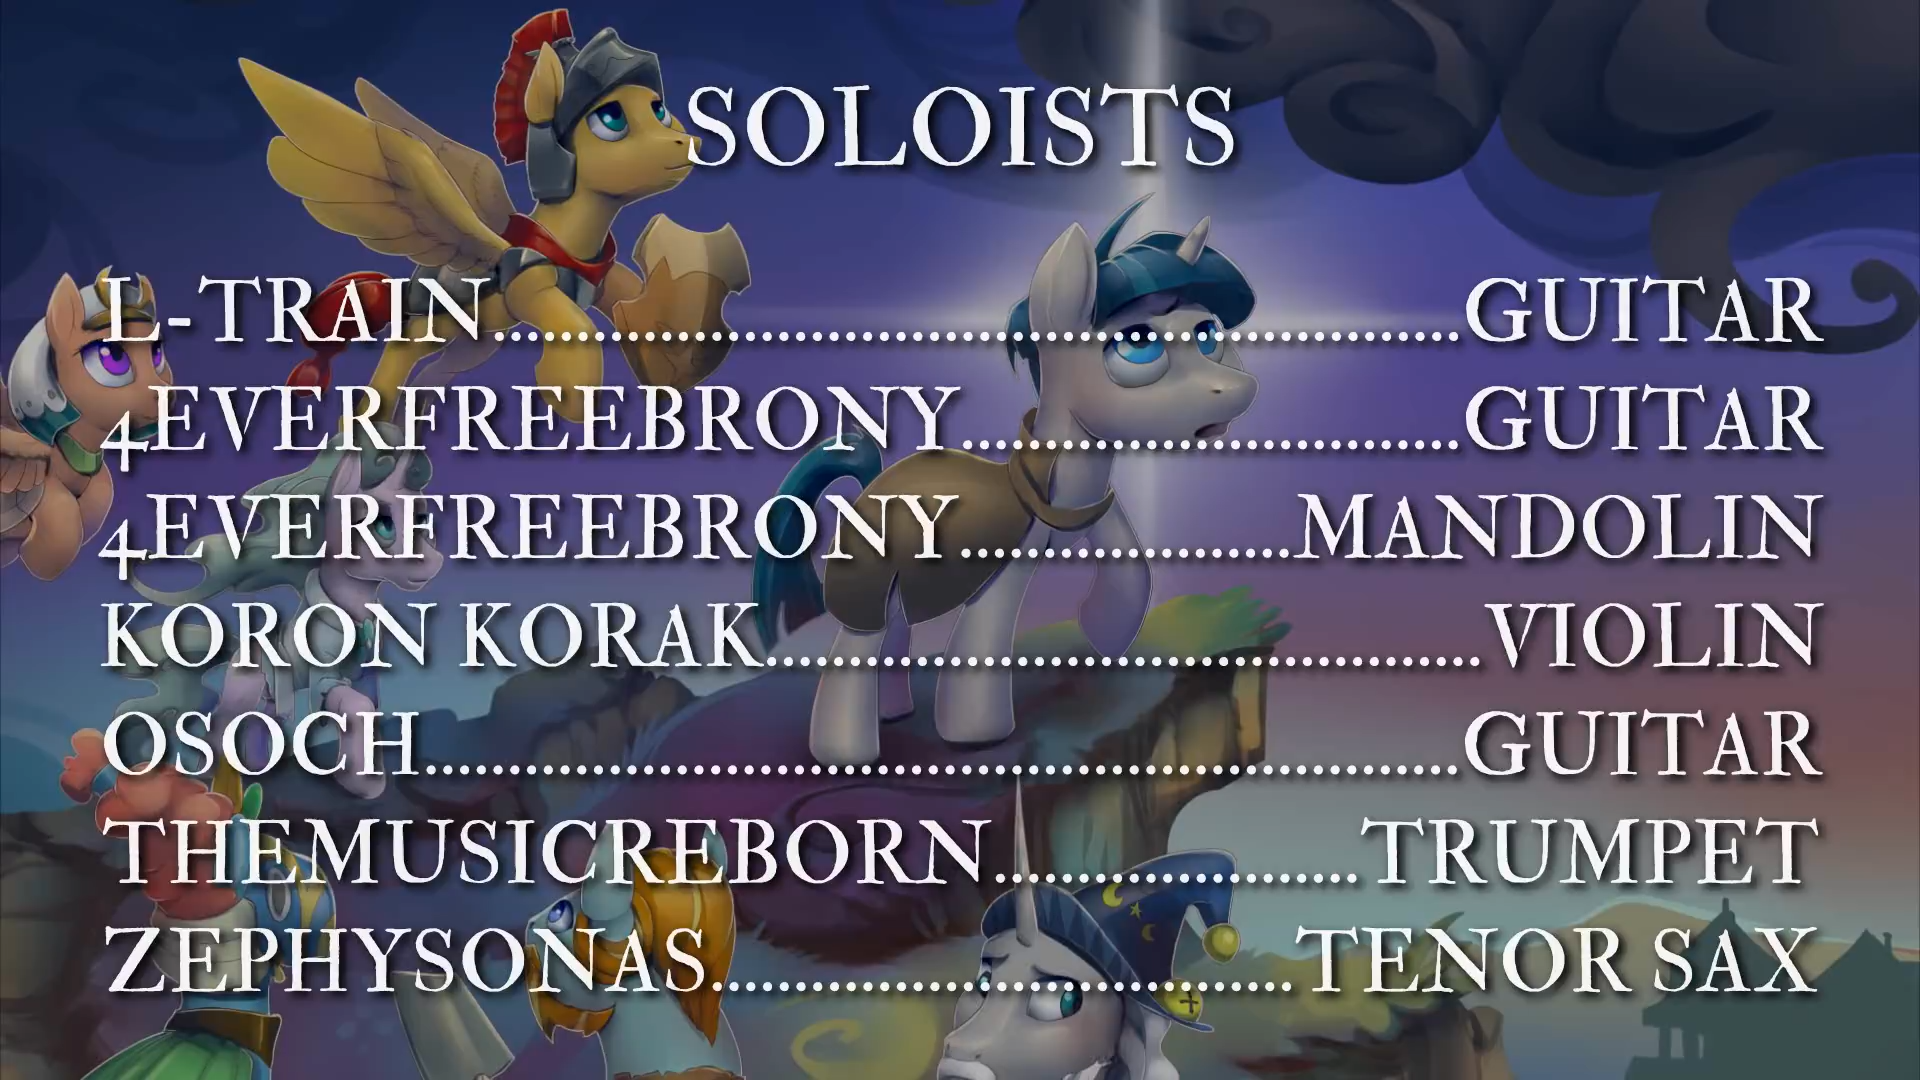 SOLOISTS
L-TRAIN..........................................................GUITAR
4EVERFREEBRONY..............................GUITAR
4EVERFREEBRONY....................MANDOLIN
KORON KORAK...........................................VIOLIN
OSOCH..............................................................GUITAR
THEMUSICREBORN......................TRUMPET
ZEPHYSONAS...................................TENOR SAX